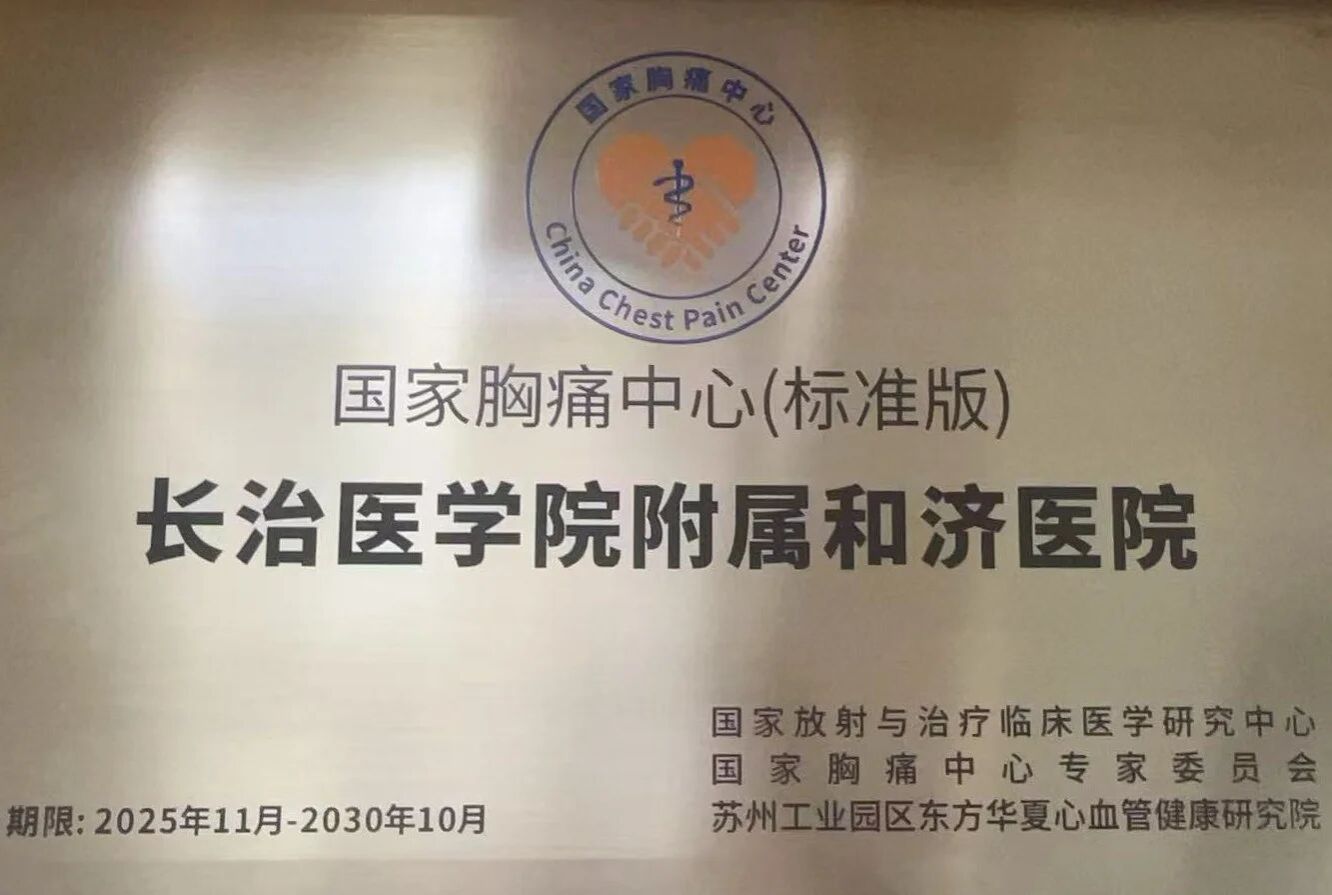 国家胸痛中心
China Chest Pain Center
国家胸痛中心(标准版)
长治医学院附属和济医院
国家放射与治疗临床医学研究中心
国家胸痛中心专家委员会
苏州工业园区东方华夏心血管健康研究院
期限: 2025年11月-2030年10月